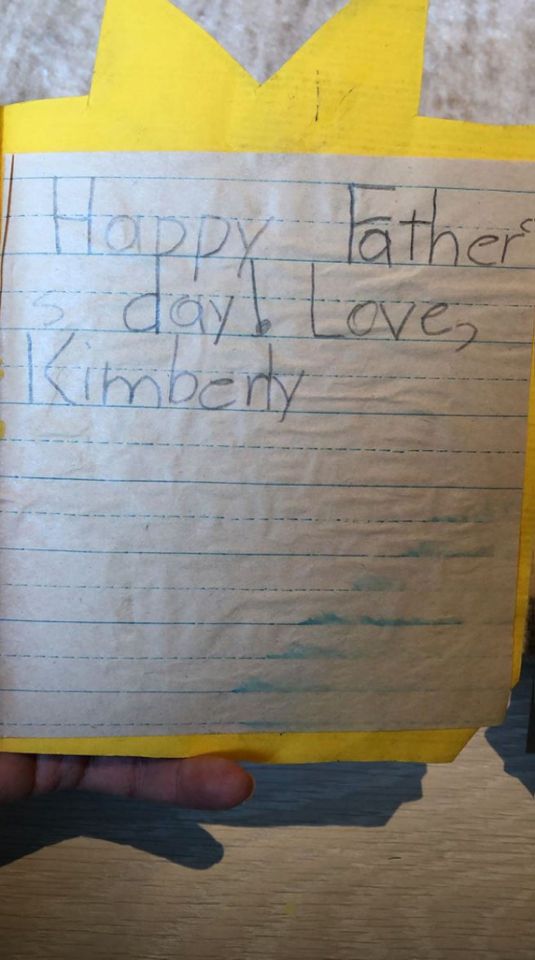 Happy Father'
s day! Love,
Kimberly